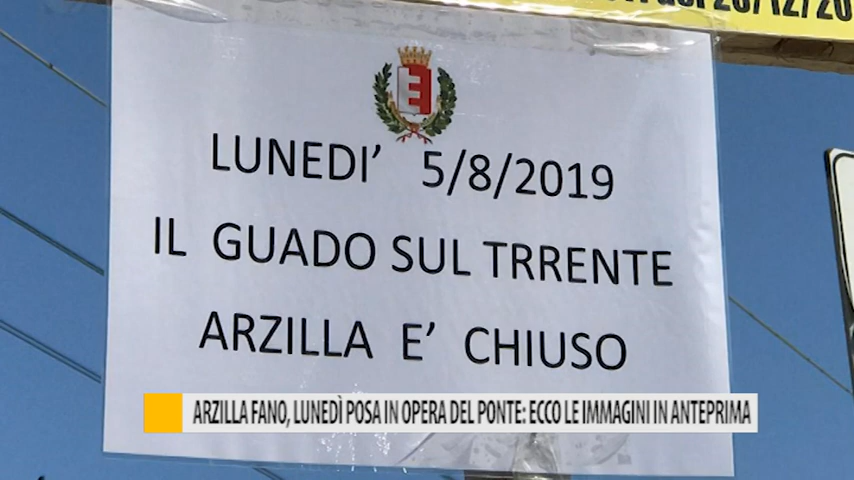 LUNEDI' 5/8/2019
IL GUADO SUL TRRENTE
ARZILLA E' CHIUSO
ARZILLA FANO, LUNEDÌ POSA IN OPERA DEL PONTE: ECCO LE IMMAGINI IN ANTEPRIMA